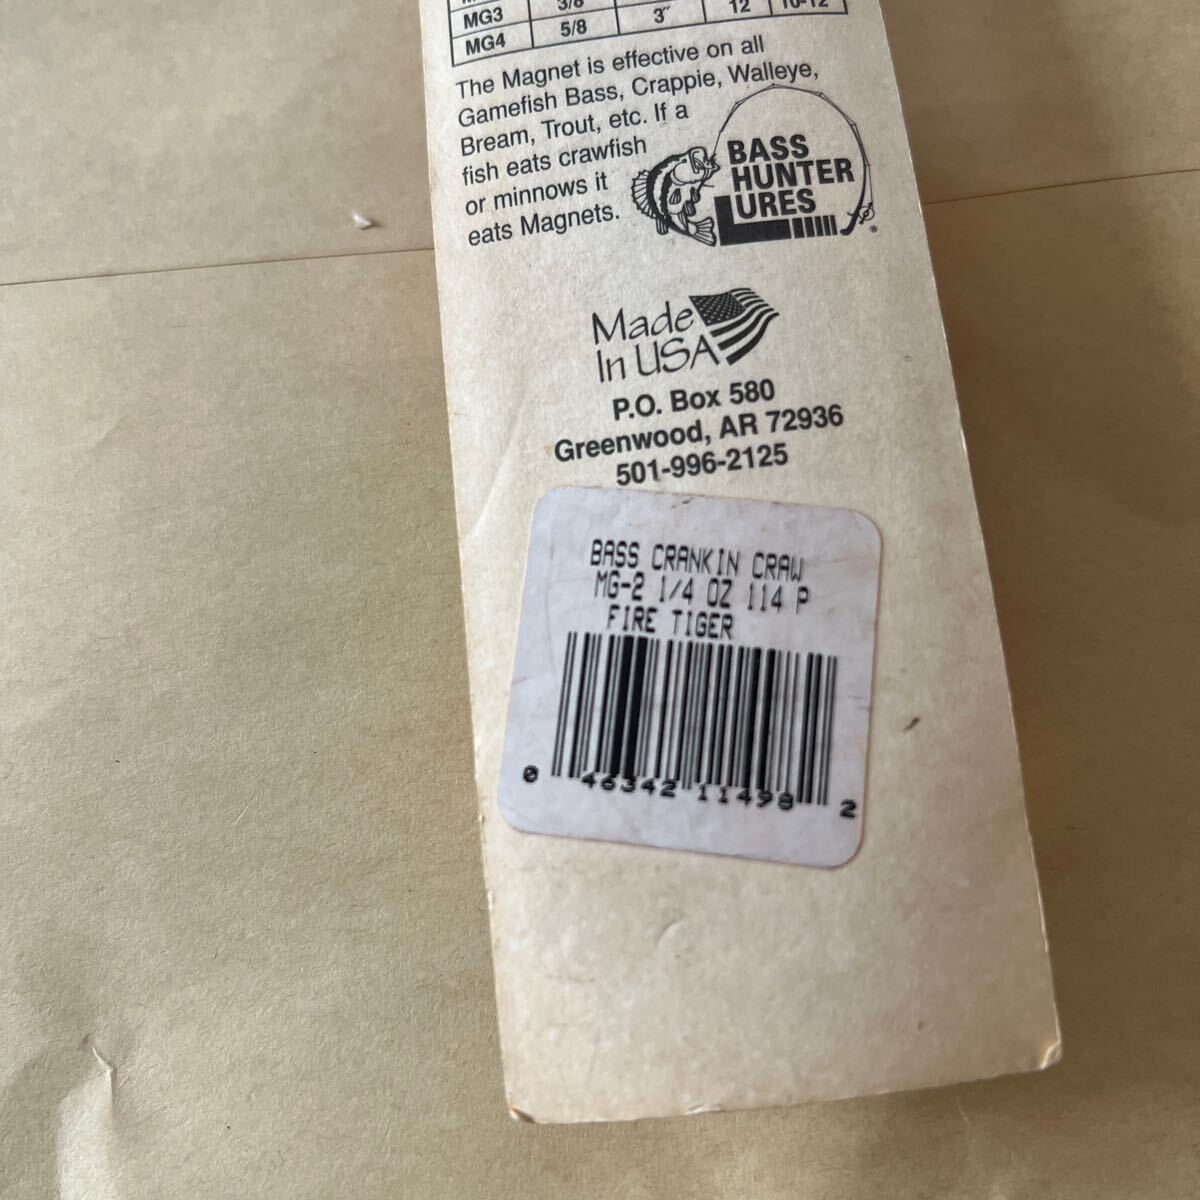 MG3 3/8 12 10-12
MG4 5/8 3"
The Magnet is effective on all
Gamefish Bass, Crappie, Walleye,
Bream, Trout, etc. If a
fish eats crawfish
or minnows it
eats Magnets.
BASS
HUNTER
LURES
®
Made
In USA
P.O. Box 580
Greenwood, AR 72936
501-996-2125
BASS CRANKIN CRAW
MG-2 1/4 OZ 114 P
FIRE TIGER
0 46342 11498 2